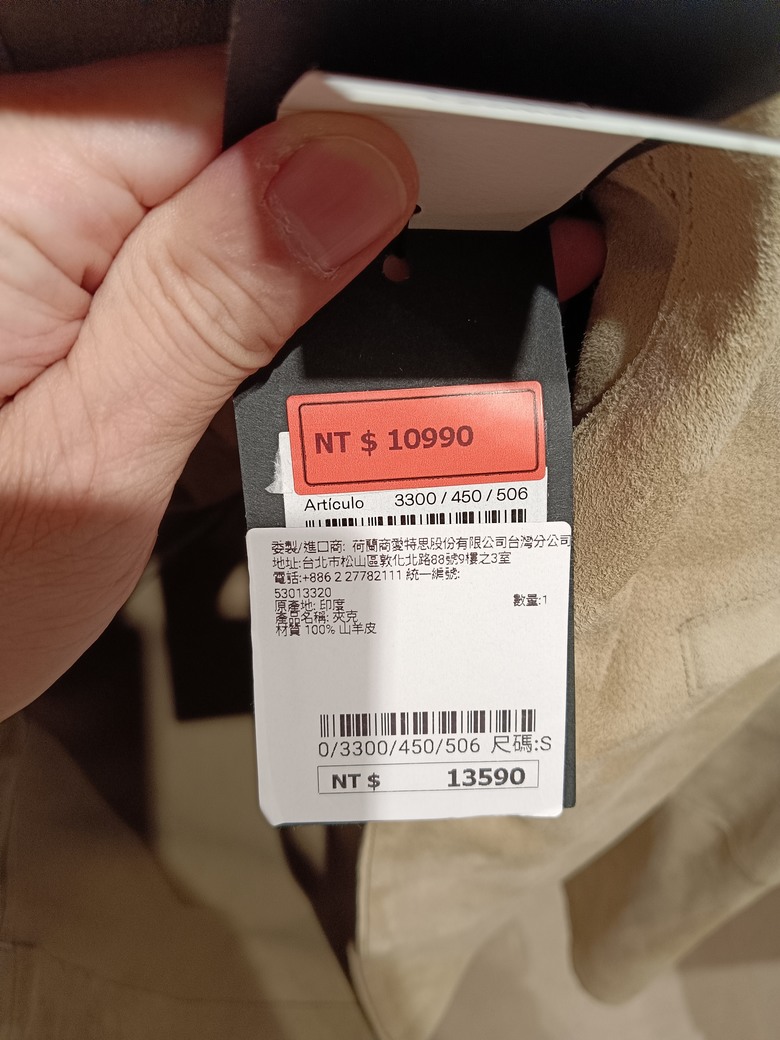 NT $ 10990
Artículo 3300 / 450 / 506
委製/進口商: 荷蘭商愛特思股份有限公司台灣分公司
地址:台北市松山區敦化北路88號9樓之3室
電話:+886 2 27782111 統一編號:
53013320
原產地: 印度 數量:1
產品名稱: 夾克
材質 100% 山羊皮
0/3300/450/506 尺碼:S
NT $ 13590